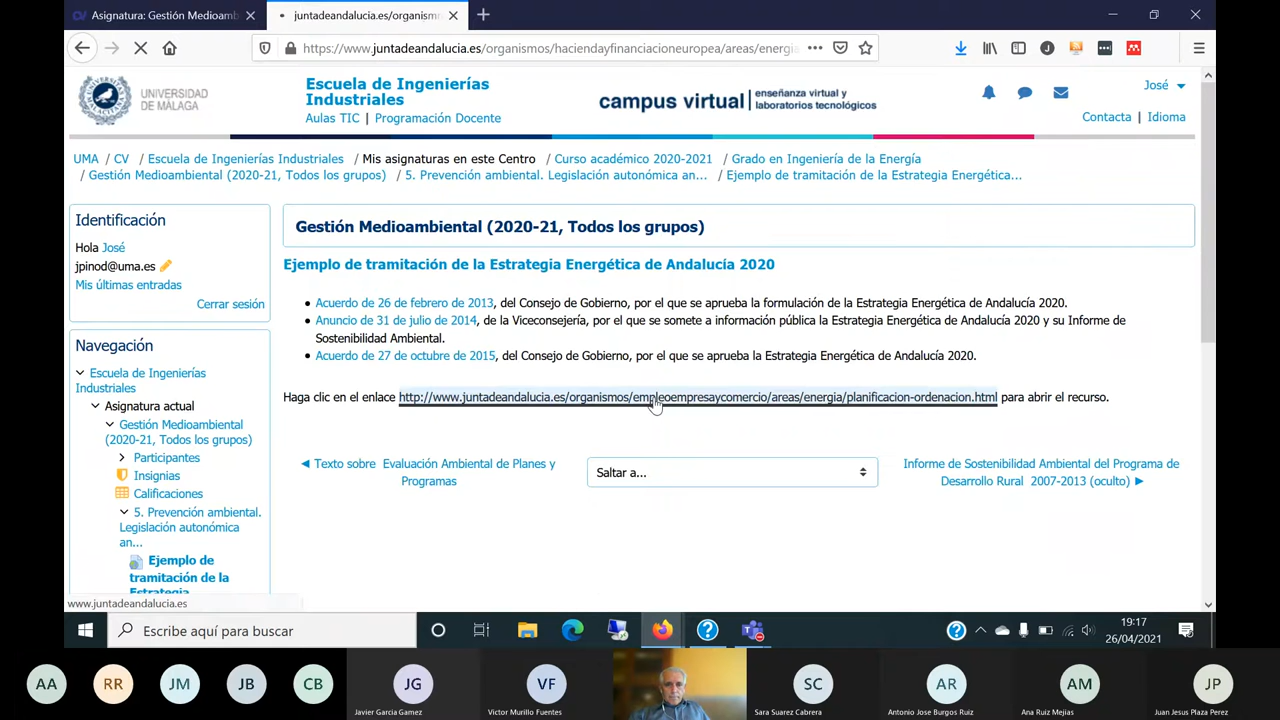 Asignatura: Gestión Medioamb
juntadeandalucia.es/organism
https://www.juntadeandalucia.es/organismos/haciendayfinanciacioneuropea/areas/energia
UNIVERSIDAD
DE MÁLAGA
Escuela de Ingenierías
Industriales
Aulas TIC | Programación Docente
campus virtual | enseñanza virtual y
laboratorios tecnológicos
José
Contacta | Idioma
UMA / CV / Escuela de Ingenierías Industriales / Mis asignaturas en este Centro / Curso académico 2020-2021 / Grado en Ingeniería de la Energía
/ Gestión Medioambiental (2020-21, Todos los grupos) / 5. Prevención ambiental. Legislación autonómica an... / Ejemplo de tramitación de la Estrategia Energética...
Identificación
Hola José
jpinod@uma.es
Mis últimas entradas
Cerrar sesión
Navegación
Escuela de Ingenierías
Industriales
Asignatura actual
Gestión Medioambiental
(2020-21, Todos los grupos)
Participantes
Insignias
Calificaciones
5. Prevención ambiental.
Legislación autonómica
an...
Ejemplo de
tramitación de la
Estrategia
Gestión Medioambiental (2020-21, Todos los grupos)
Ejemplo de tramitación de la Estrategia Energética de Andalucía 2020
• Acuerdo de 26 de febrero de 2013, del Consejo de Gobierno, por el que se aprueba la formulación de la Estrategia Energética de Andalucía 2020.
• Anuncio de 31 de julio de 2014, de la Viceconsejería, por el que se somete a información pública la Estrategia Energética de Andalucía 2020 y su Informe de
Sostenibilidad Ambiental.
• Acuerdo de 27 de octubre de 2015, del Consejo de Gobierno, por el que se aprueba la Estrategia Energética de Andalucía 2020.
Haga clic en el enlace http://www.juntadeandalucia.es/organismos/empleoempresaycomercio/areas/energia/planificacion-ordenacion.html para abrir el recurso.
◄ Texto sobre Evaluación Ambiental de Planes y
Programas
Saltar a...
Informe de Sostenibilidad Ambiental del Programa de
Desarrollo Rural 2007-2013 (oculto) ►
www.juntadeandalucia.es
Escribe aquí para buscar
19:17
26/04/2021
AA
RR
JM
JB
CB
JG
Javier Garcia Gamez
VF
Victor Murillo Fuentes
SC
Sara Suarez Cabrera
AR
Antonio Jose Burgos Ruiz
AM
Ana Ruiz Mejias
JP
Juan Jesus Plaza Perez